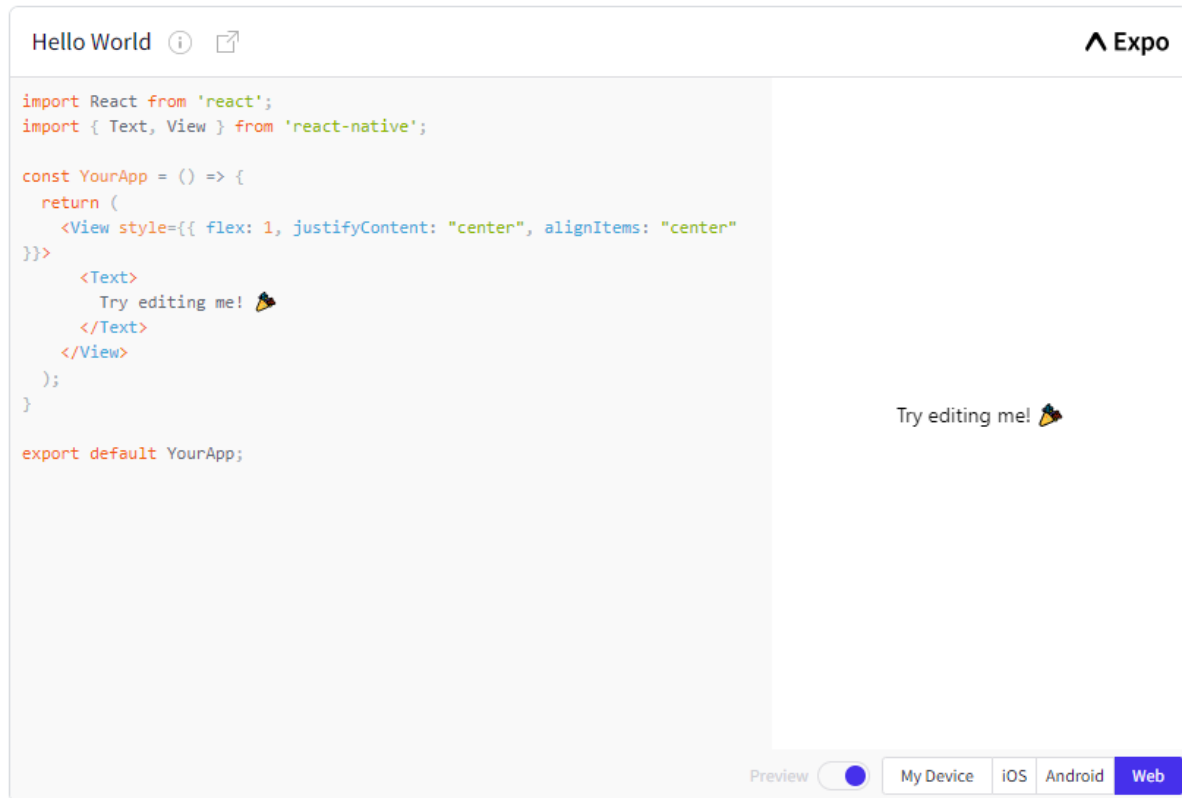 Hello World
Expo
import React from 'react';
import { Text, View } from 'react-native';
const YourApp = () => {
  return (
    <View style={{ flex: 1, justifyContent: "center", alignItems: "center"
}}>
      <Text>
        Try editing me! 🎉
      </Text>
    </View>
  );
}
export default YourApp;
Try editing me! 🎉
Preview My Device iOS Android Web